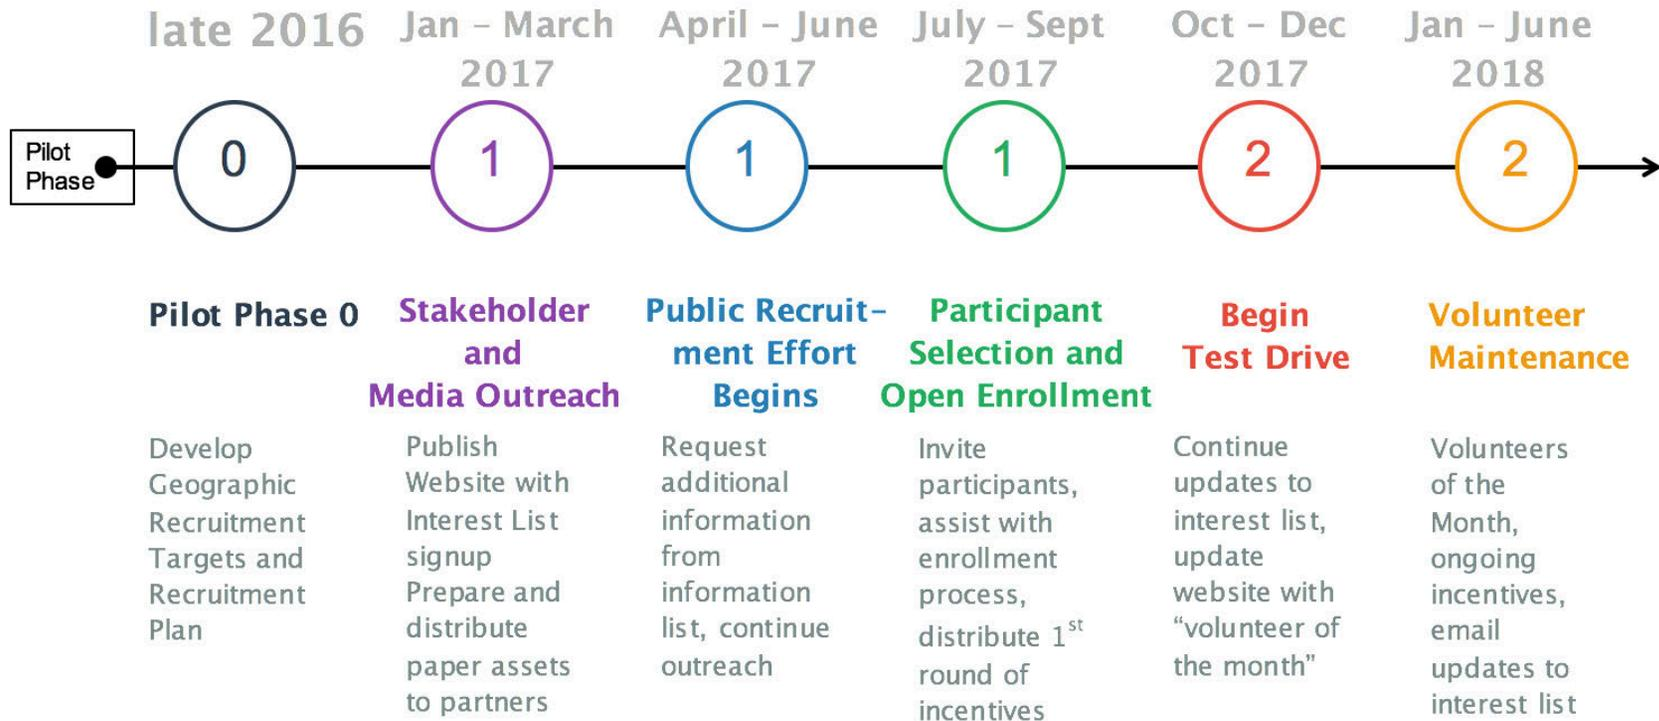 late 2016
Jan – March
2017
April – June
2017
July – Sept
2017
Oct – Dec
2017
Jan – June
2018
Pilot
Phase
0
1
1
1
2
2
Pilot Phase 0
Develop
Geographic
Recruitment
Targets and
Recruitment
Plan
Stakeholder
and
Media Outreach
Publish
Website with
Interest List
signup
Prepare and
distribute
paper assets
to partners
Public Recruit-
ment Effort
Begins
Request
additional
information
from
information
list, continue
outreach
Participant
Selection and
Open Enrollment
Invite
participants,
assist with
enrollment
process,
distribute 1st
round of
incentives
Begin
Test Drive
Continue
updates to
interest list,
update
website with
“volunteer of
the month”
Volunteer
Maintenance
Volunteers
of the
Month,
ongoing
incentives,
email
updates to
interest list